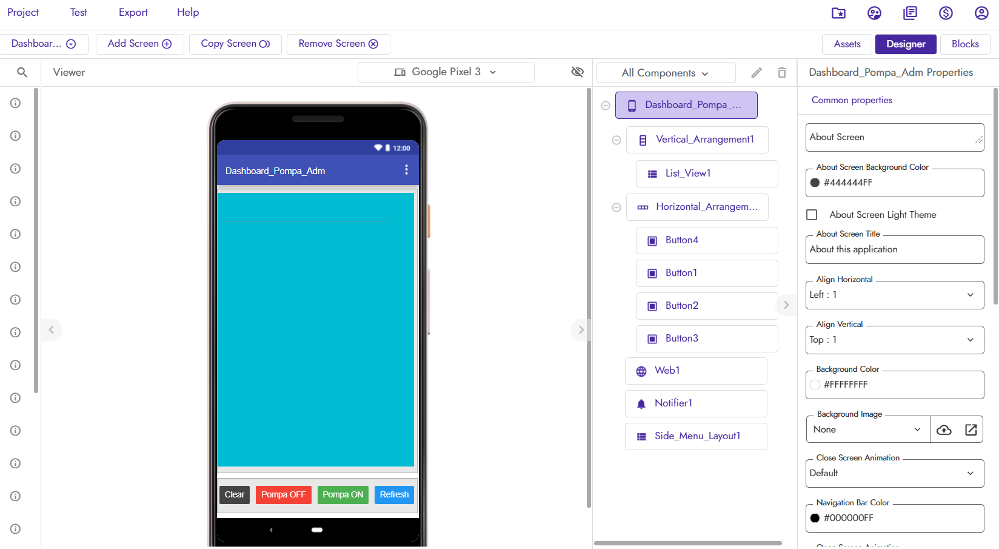 Project Test Export Help
Dashboar... Add Screen Copy Screen Remove Screen Assets Designer Blocks
Viewer Google Pixel 3 All Components Dashboard_Pompa_Adm Properties
12:00
Dashboard_Pompa_Adm
Clear Pompa OFF Pompa ON Refresh
Dashboard_Pompa_...
Vertical_Arrangement1
List_View1
Horizontal_Arrangem...
Button4
Button1
Button2
Button3
Web1
Notifier1
Side_Menu_Layout1
Common properties
About Screen
About Screen Background Color
#444444FF
About Screen Light Theme
About Screen Title
About this application
Align Horizontal
Left : 1
Align Vertical
Top : 1
Background Color
#FFFFFFFF
Background Image
None
Close Screen Animation
Default
Navigation Bar Color
#000000FF
Open Screen Animation